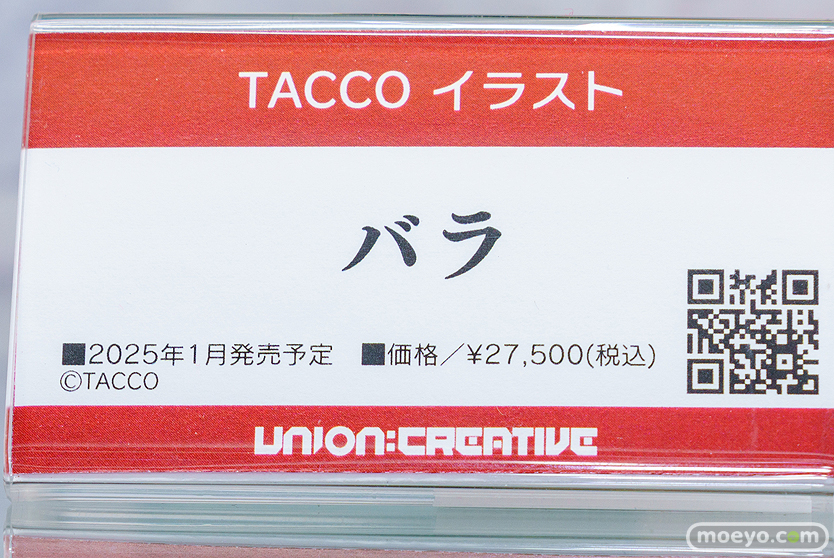 TACCO イラスト
バラ
■2025年1月発売予定 ■価格／¥27,500(税込)
©TACCO
UNION:CREATIVE
moeyo.com